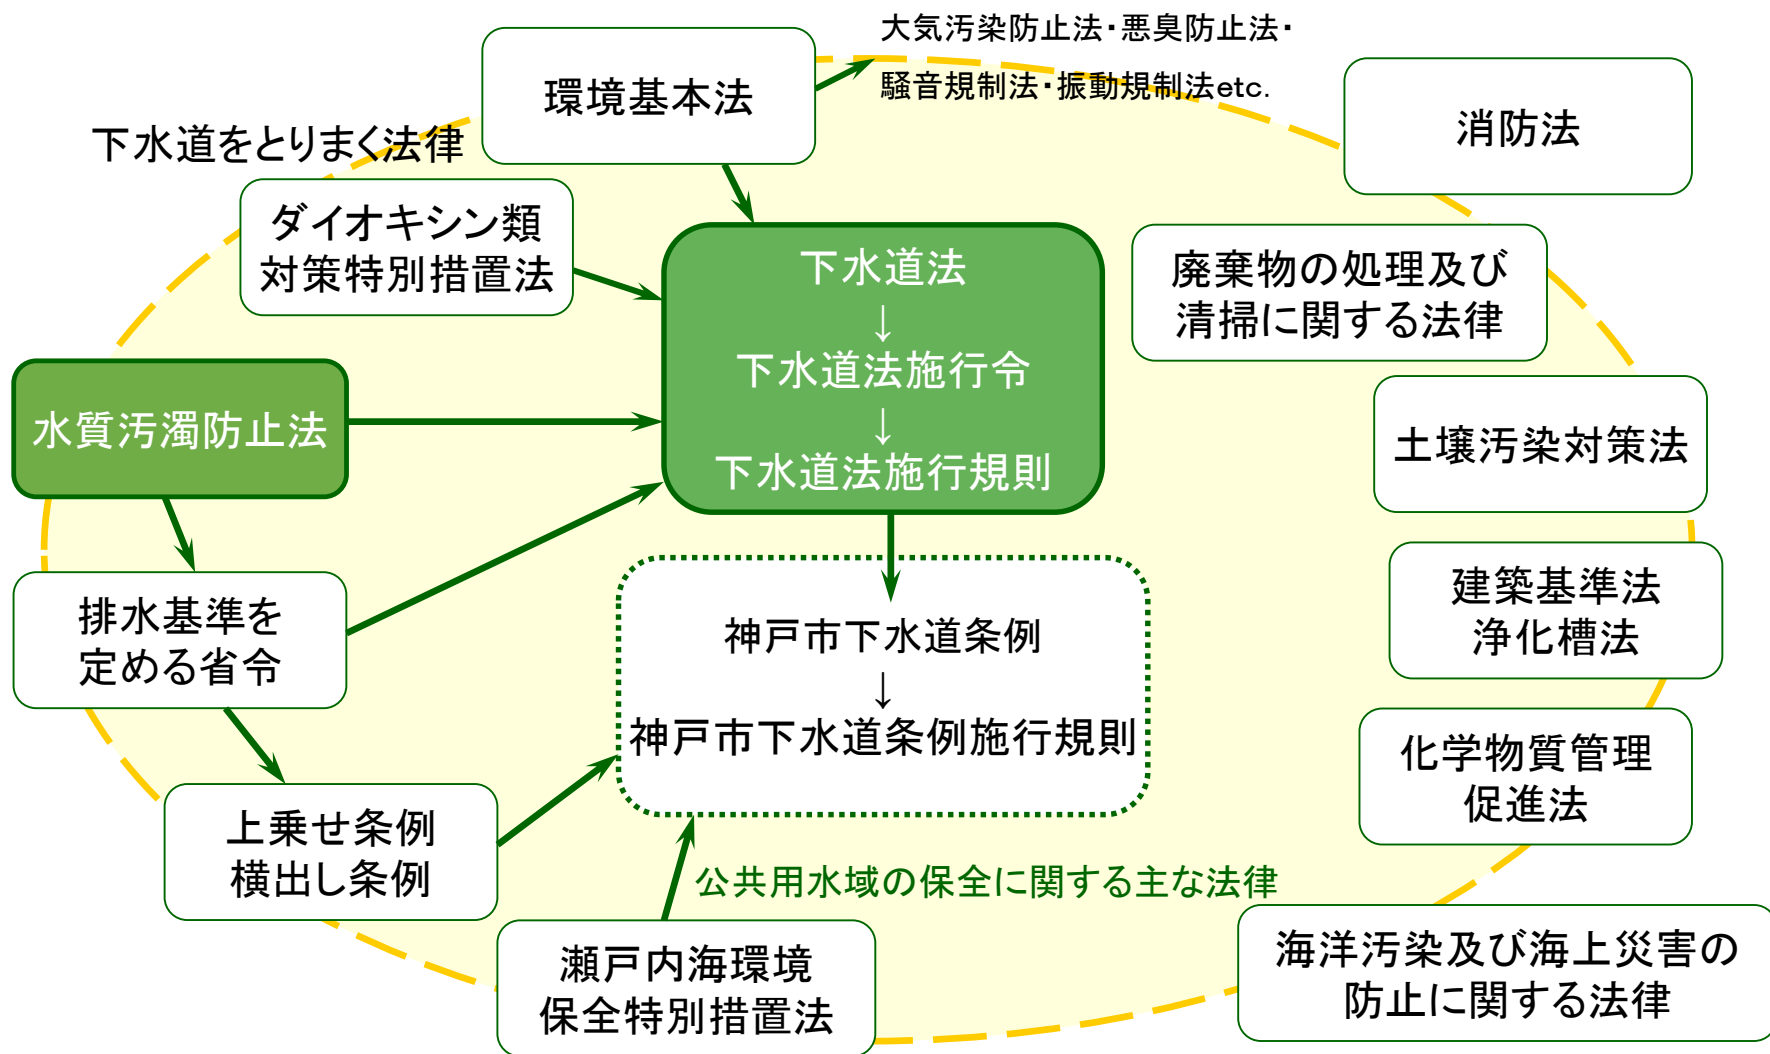 大気汚染防止法・悪臭防止法・
騒音規制法・振動規制法etc.
環境基本法
消防法
下水道をとりまく法律
ダイオキシン類
対策特別措置法
下水道法
↓
下水道法施行令
↓
下水道法施行規則
廃棄物の処理及び
清掃に関する法律
水質汚濁防止法
土壌汚染対策法
排水基準を
定める省令
建築基準法
浄化槽法
神戸市下水道条例
↓
神戸市下水道条例施行規則
化学物質管理
促進法
上乗せ条例
横出し条例
公共用水域の保全に関する主な法律
瀬戸内海環境
保全特別措置法
海洋汚染及び海上災害の
防止に関する法律